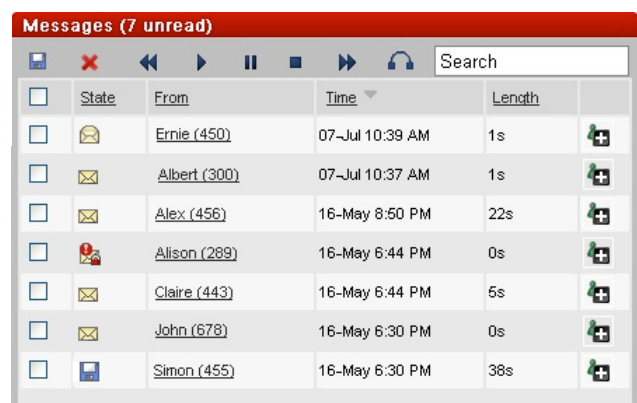 Messages (7 unread)
Search
State From Time Length
Ernie (450) 07-Jul 10:39 AM 1s
Albert (300) 07-Jul 10:37 AM 1s
Alex (456) 16-May 8:50 PM 22s
Alison (289) 16-May 6:44 PM 0s
Claire (443) 16-May 6:44 PM 5s
John (678) 16-May 6:30 PM 0s
Simon (455) 16-May 6:30 PM 38s